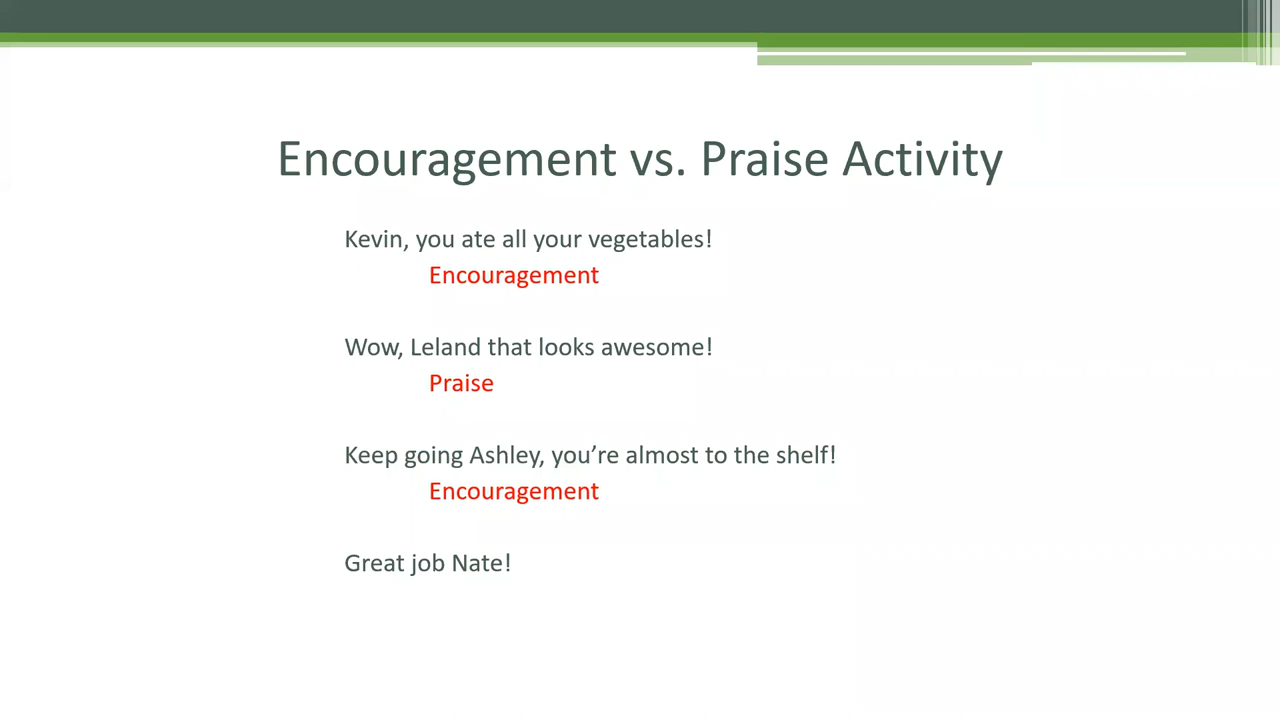 Encouragement vs. Praise Activity
Kevin, you ate all your vegetables!
Encouragement
Wow, Leland that looks awesome!
Praise
Keep going Ashley, you’re almost to the shelf!
Encouragement
Great job Nate!